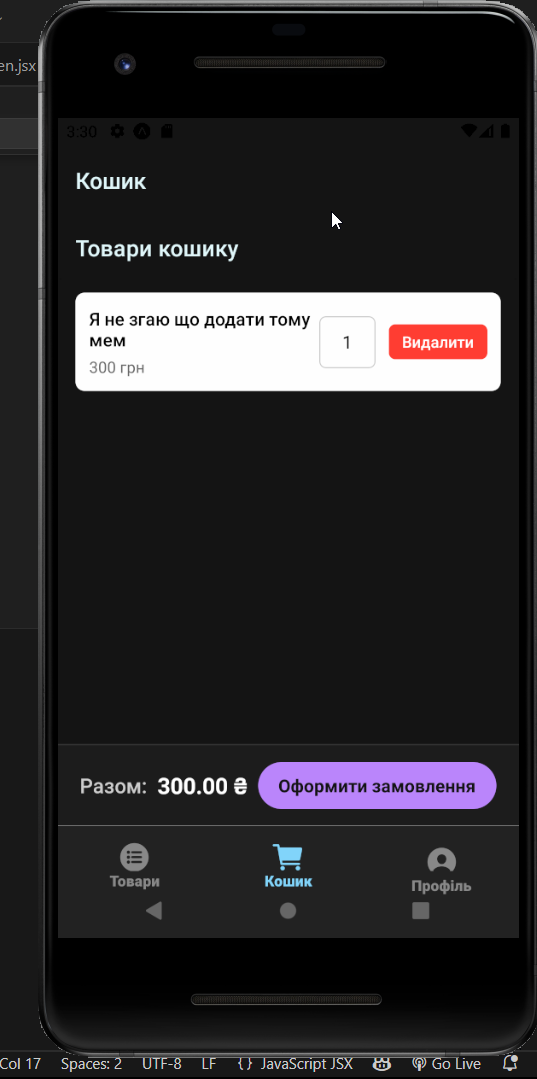 en.jsx
3:30
Кошик
Товари кошику
Я не згаю що додати тому
мем
300 грн
1
Видалити
Разом: 300.00 ₴
Оформити замовлення
Товари
Кошик
Профіль
Col 17 Spaces: 2 UTF-8 LF {} JavaScript JSX Go Live